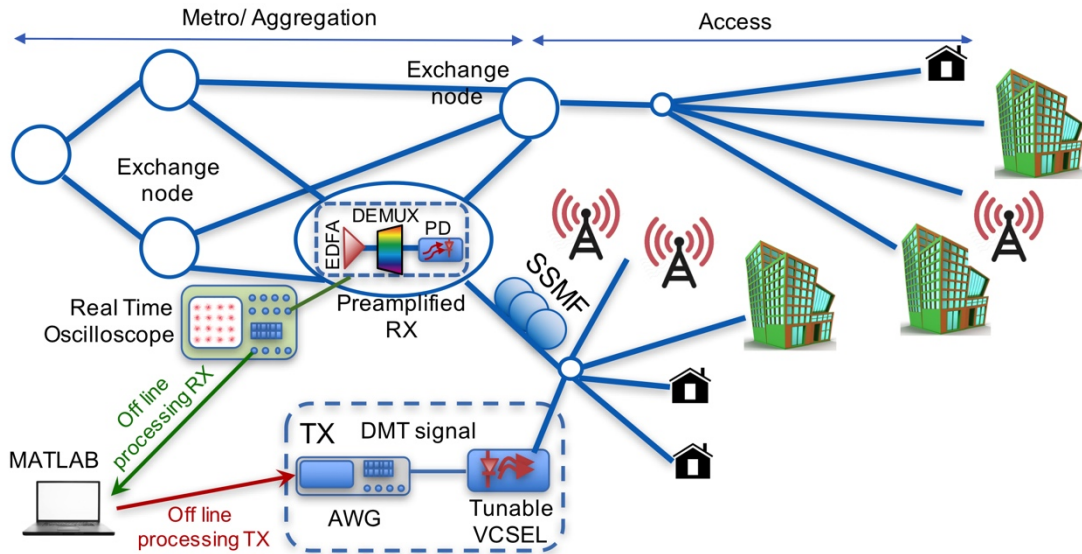 Metro/ Aggregation
Access
Exchange
node
Exchange
node
DEMUX
EDFA
PD
Preamplified
RX
SSMF
Real Time
Oscilloscope
Off line
processing RX
MATLAB
Off line
processing TX
TX
DMT signal
AWG
Tunable
VCSEL